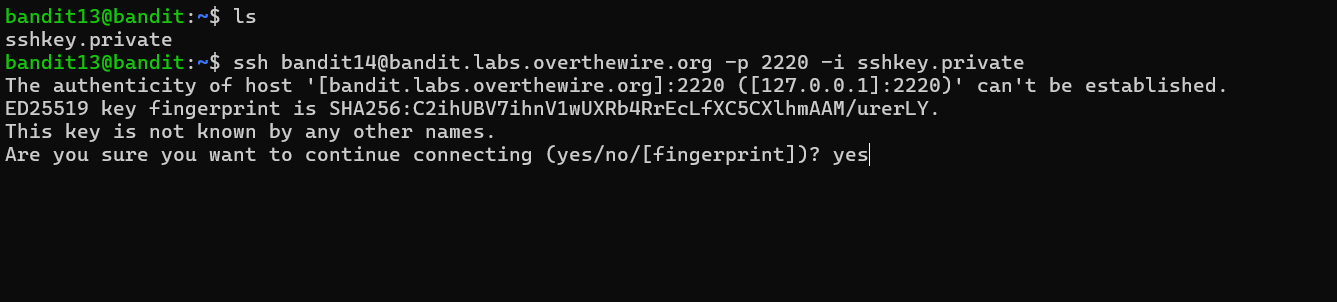 bandit13@bandit:~$ ls
sshkey.private
bandit13@bandit:~$ ssh bandit14@bandit.labs.overthewire.org -p 2220 -i sshkey.private
The authenticity of host '[bandit.labs.overthewire.org]:2220 ([127.0.0.1]:2220)' can't be established.
ED25519 key fingerprint is SHA256:C2ihUBV7ihnV1wUXRb4RrEcLfXC5CXlhmAAM/urerLY.
This key is not known by any other names.
Are you sure you want to continue connecting (yes/no/[fingerprint])? yes